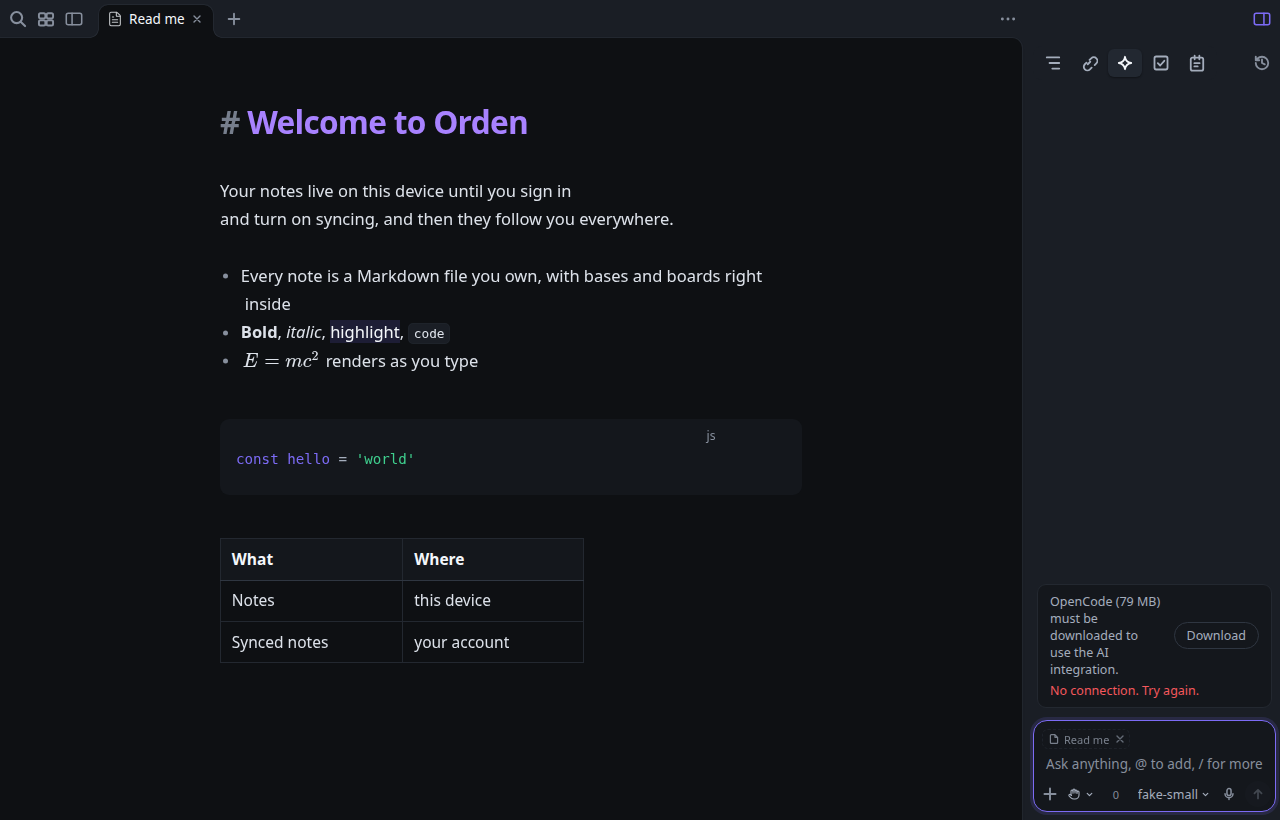 Read me
# Welcome to Orden
Your notes live on this device until you sign in
and turn on syncing, and then they follow you everywhere.
Every note is a Markdown file you own, with bases and boards right
inside
Bold, italic, highlight, code
E = mc² renders as you type
js
const hello = 'world'
What Where
Notes this device
Synced notes your account
OpenCode (79 MB)
must be
downloaded to
use the AI
integration.
Download
No connection. Try again.
Read me
Ask anything, @ to add, / for more
0 fake-small